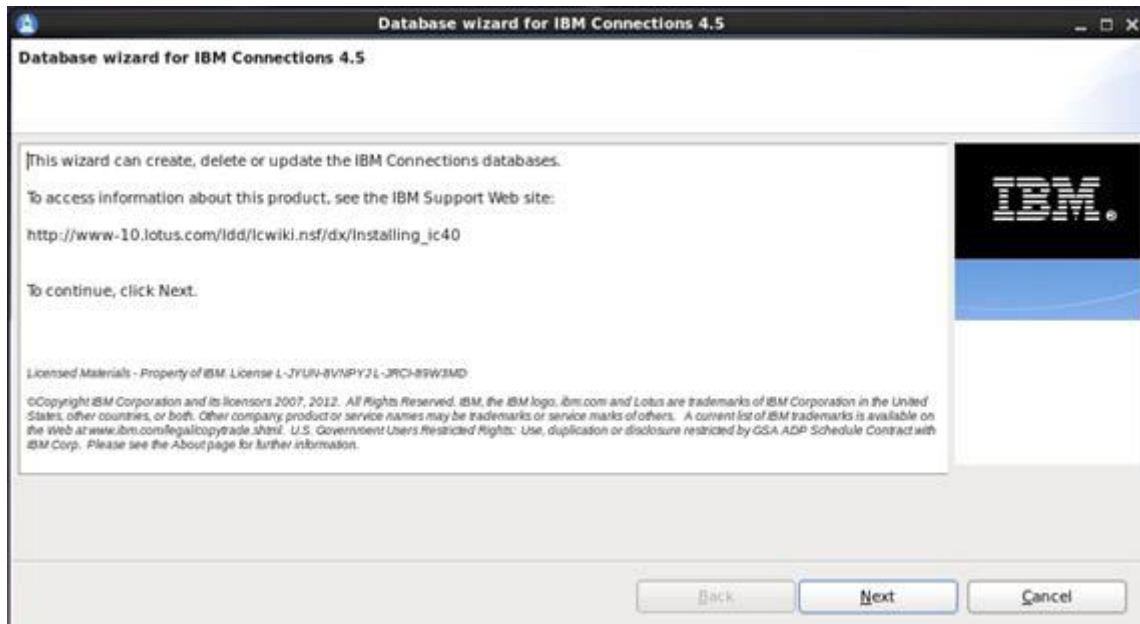 Database wizard for IBM Connections 4.5
Database wizard for IBM Connections 4.5
This wizard can create, delete or update the IBM Connections databases.
To access information about this product, see the IBM Support Web site:
http://www-10.lotus.com/ldd/lcwiki.nsf/dx/Installing_ic40
To continue, click Next.
IBM®
Licensed Materials - Property of IBM. License L-JYUN-8VNPYJ L-JRCI-89W3MD
©Copyright IBM Corporation and its licensors 2007, 2012. All Rights Reserved. IBM, the IBM logo, ibm.com and Lotus are trademarks of IBM Corporation in the United
States, other countries, or both. Other company, product or service names may be trademarks or service marks of others. A current list of IBM trademarks is available on
the Web at www.ibm.com/legal/copytrade.shtml. U.S. Government Users Restricted Rights: Use, duplication or disclosure restricted by GSA ADP Schedule Contract with
IBM Corp. Please see the About page for further information.
Back
Next
Cancel